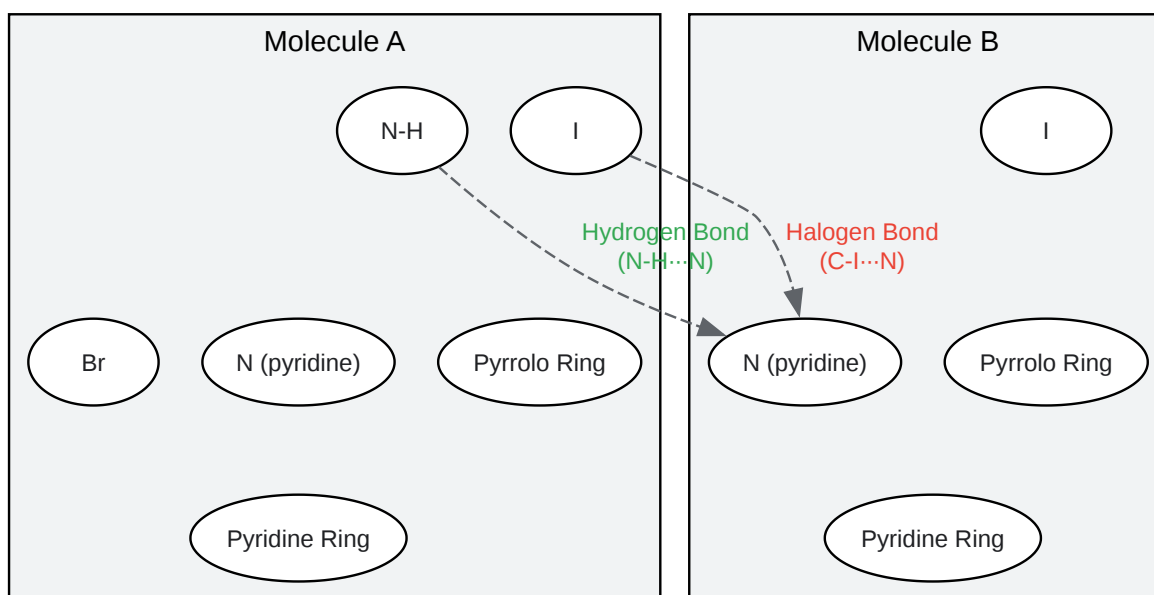 Molecule A
Molecule B
N-H
I
I
Hydrogen Bond
(N-H···N)
Halogen Bond
(C-I···N)
Br
N (pyridine)
Pyrrolo Ring
N (pyridine)
Pyrrolo Ring
Pyridine Ring
Pyridine Ring